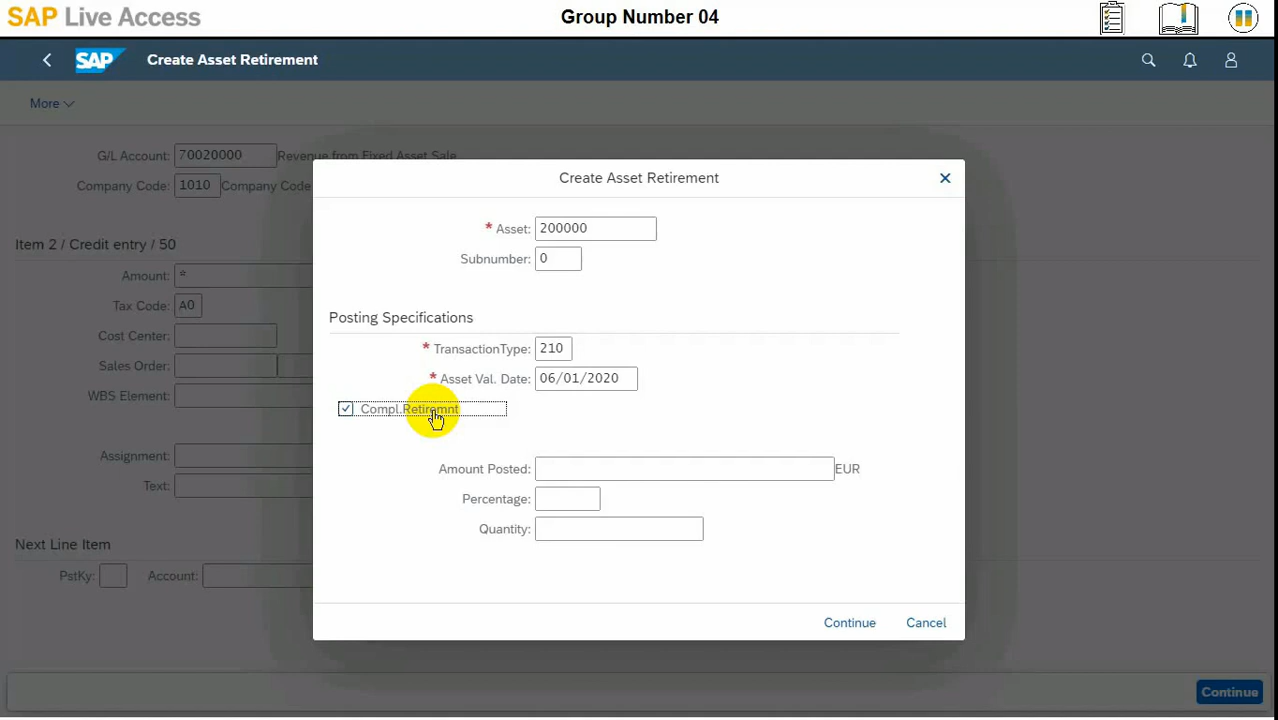 SAP Live Access
Group Number 04
SAP
Create Asset Retirement
More
G/L Account: 70020000 Revenue from Fixed Asset Sale
Company Code: 1010 Company Code
Item 2 / Credit entry / 50
Amount: *
Tax Code: A0
Cost Center:
Sales Order:
WBS Element:
Assignment:
Text:
Next Line Item
PstKy: Account:
Create Asset Retirement
* Asset: 200000
Subnumber: 0
Posting Specifications
* TransactionType: 210
* Asset Val. Date: 06/01/2020
Compl.Retiremnt
Amount Posted: EUR
Percentage:
Quantity:
Continue Cancel
Continue